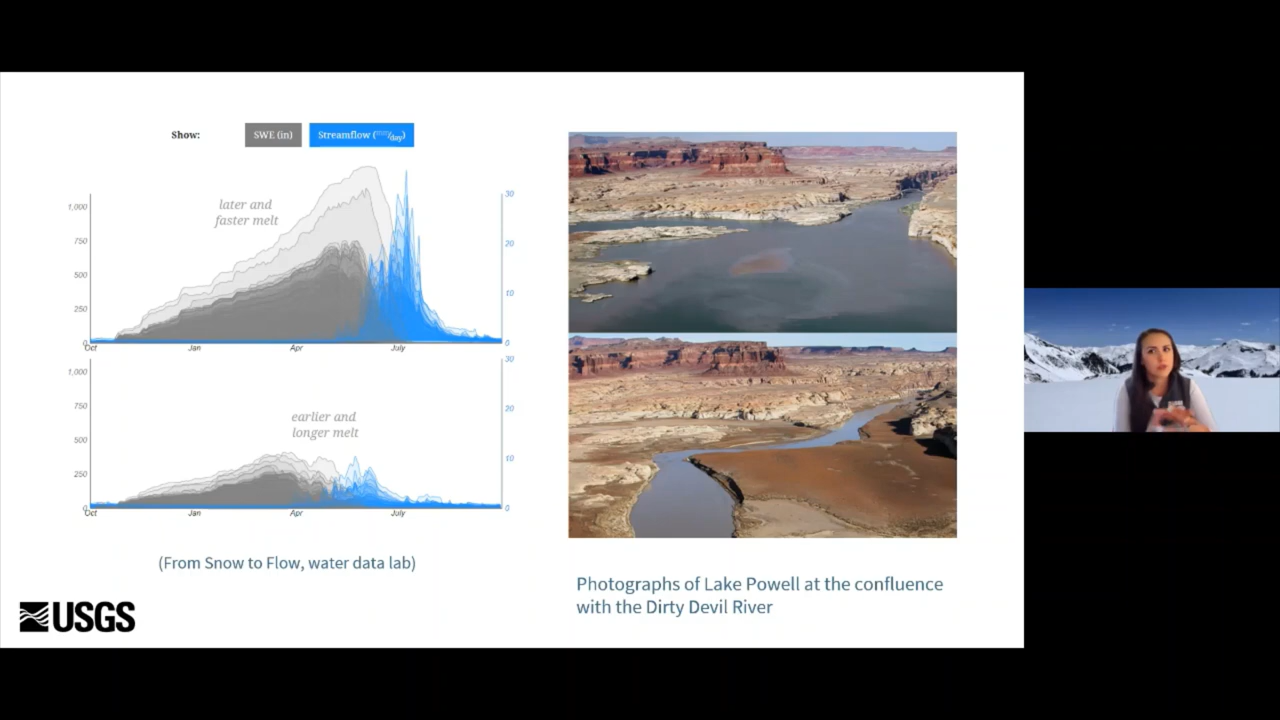 Show:
SWE (in)
Streamflow (mm/day)
later and
faster melt
1,000
750
500
250
0
30
20
10
0
Oct
Jan
Apr
July
earlier and
longer melt
1,000
750
500
250
0
30
20
10
0
Oct
Jan
Apr
July
(From Snow to Flow, water data lab)
Photographs of Lake Powell at the confluence
with the Dirty Devil River
USGS